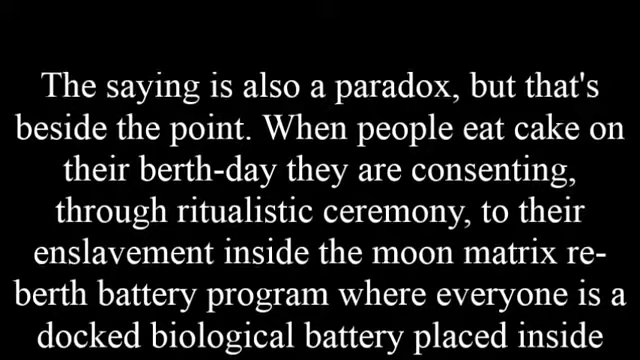 The saying is also a paradox, but that's
beside the point. When people eat cake on
their berth-day they are consenting,
through ritualistic ceremony, to their
enslavement inside the moon matrix re-
berth battery program where everyone is a
docked biological battery placed inside